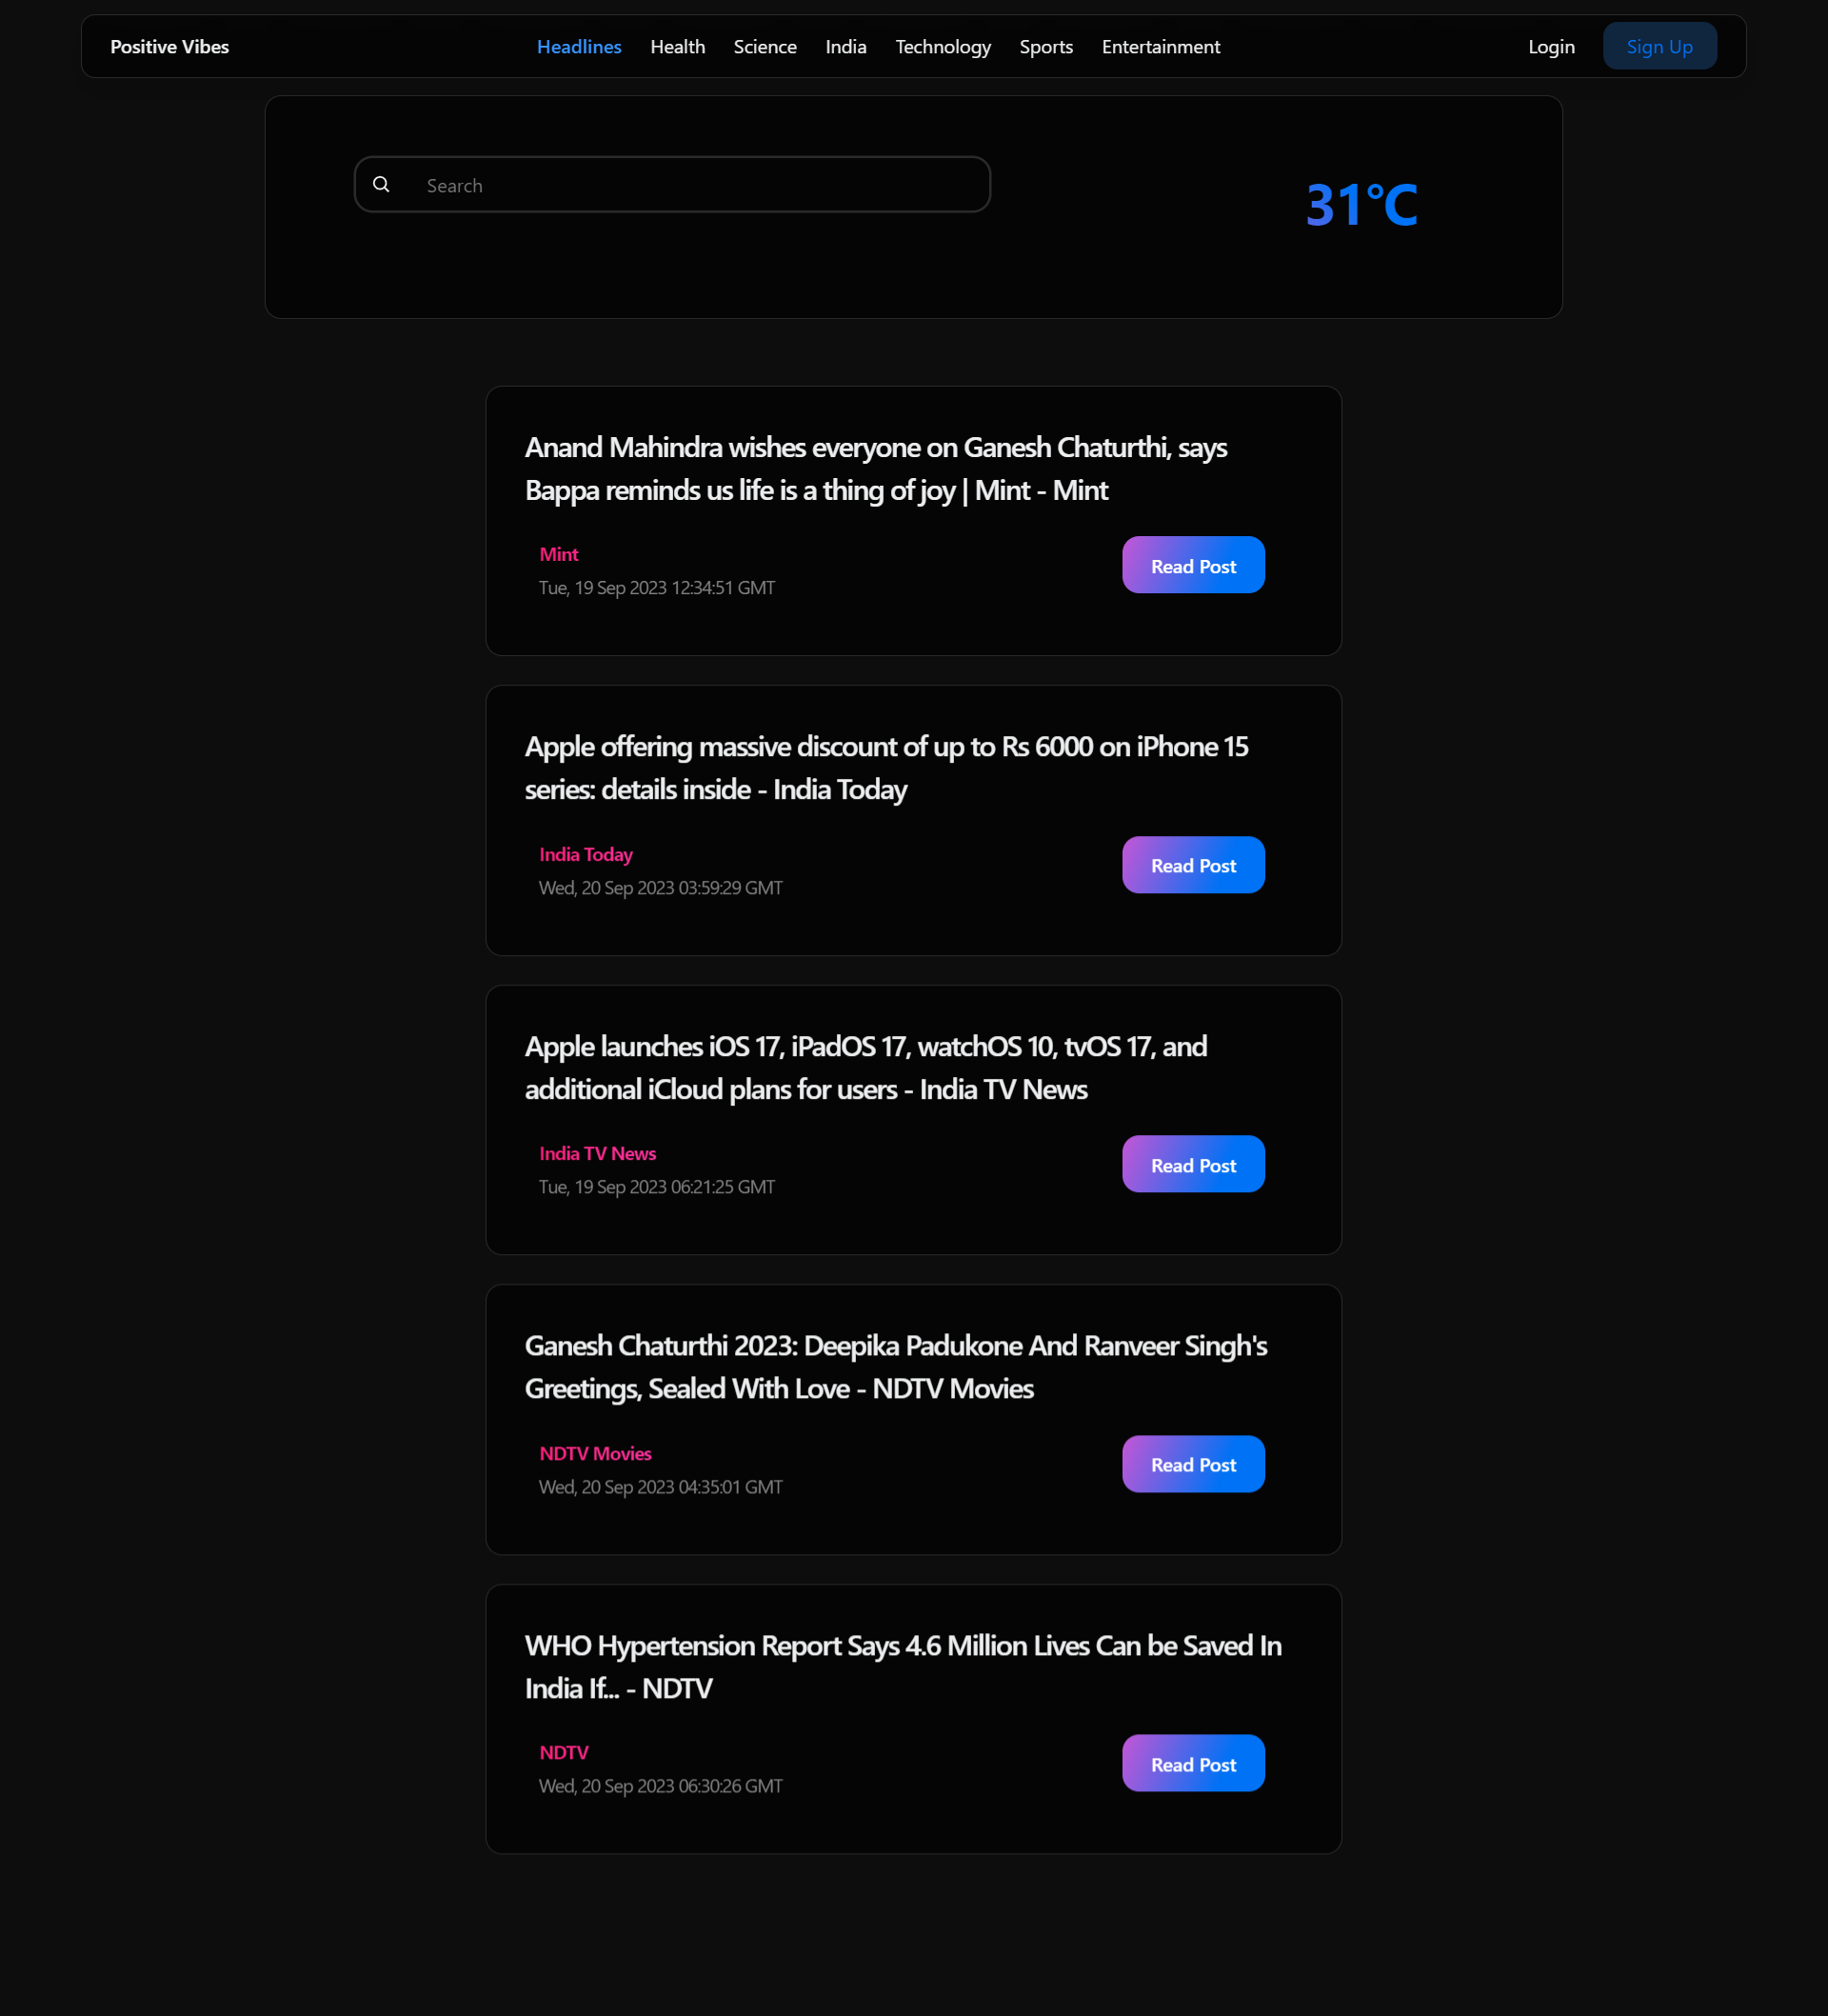 Positive Vibes Headlines Health Science India Technology Sports Entertainment Login Sign Up
Search
31°C
Anand Mahindra wishes everyone on Ganesh Chaturthi, says
Bappa reminds us life is a thing of joy | Mint - Mint
Mint
Read Post
Tue, 19 Sep 2023 12:34:51 GMT
Apple offering massive discount of up to Rs 6000 on iPhone 15
series: details inside - India Today
India Today
Read Post
Wed, 20 Sep 2023 03:59:29 GMT
Apple launches iOS 17, iPadOS 17, watchOS 10, tvOS 17, and
additional iCloud plans for users - India TV News
India TV News
Read Post
Tue, 19 Sep 2023 06:21:25 GMT
Ganesh Chaturthi 2023: Deepika Padukone And Ranveer Singh's
Greetings, Sealed With Love - NDTV Movies
NDTV Movies
Read Post
Wed, 20 Sep 2023 04:35:01 GMT
WHO Hypertension Report Says 4.6 Million Lives Can be Saved In
India If... - NDTV
NDTV
Read Post
Wed, 20 Sep 2023 06:30:26 GMT